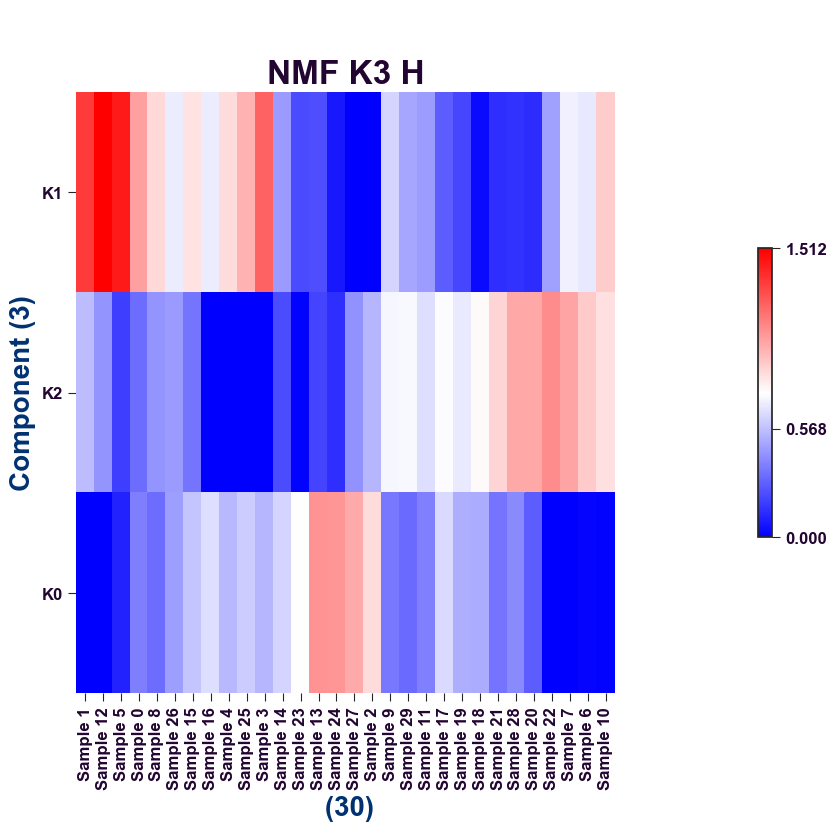 NMF K3 H
K1
K2
K0
Component (3)
1.512
0.568
0.000
Sample 1
Sample 12
Sample 5
Sample 0
Sample 8
Sample 26
Sample 15
Sample 16
Sample 4
Sample 25
Sample 3
Sample 14
Sample 23
Sample 13
Sample 24
Sample 27
Sample 2
Sample 9
Sample 29
Sample 11
Sample 17
Sample 19
Sample 18
Sample 21
Sample 28
Sample 20
Sample 22
Sample 7
Sample 6
Sample 10
(30)